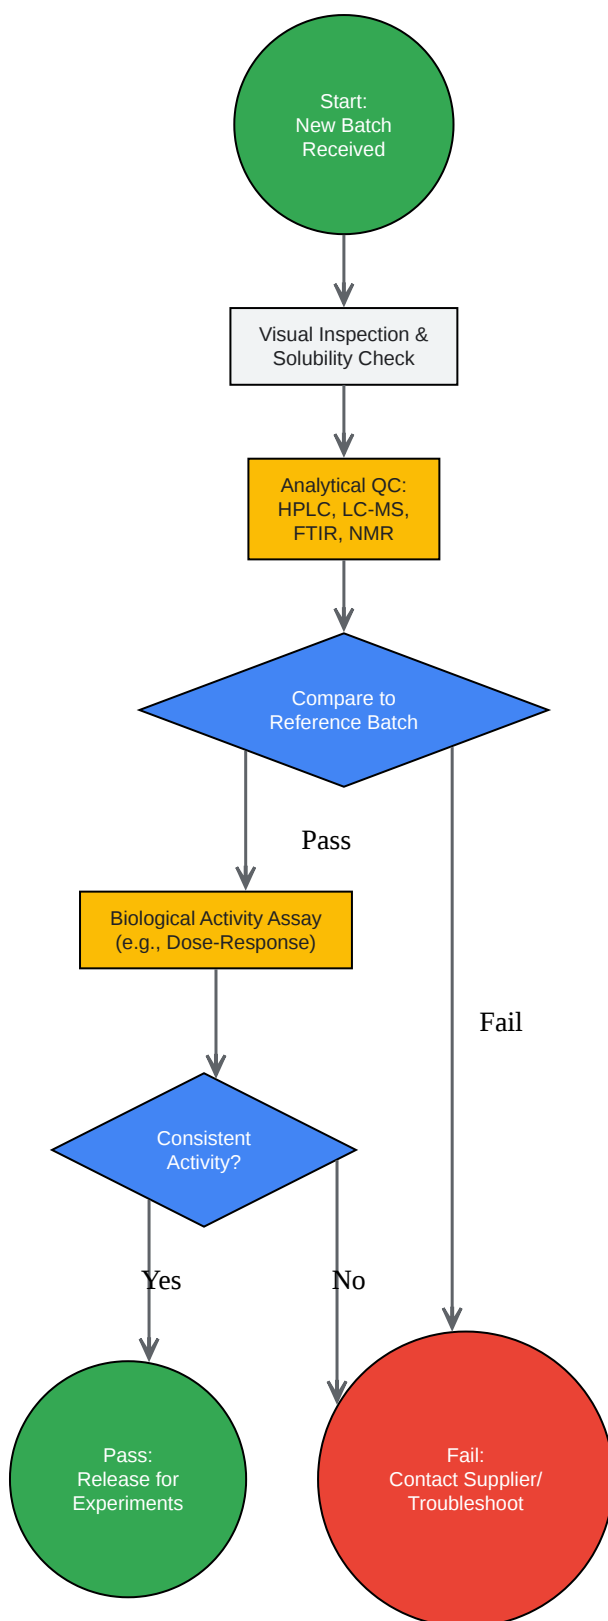 Start:
New Batch
Received
Visual Inspection &
Solubility Check
Analytical QC:
HPLC, LC-MS,
FTIR, NMR
Compare to
Reference Batch
Pass
Biological Activity Assay
(e.g., Dose-Response)
Fail
Consistent
Activity?
Yes
No
Pass:
Release for
Experiments
Fail:
Contact Supplier/
Troubleshoot